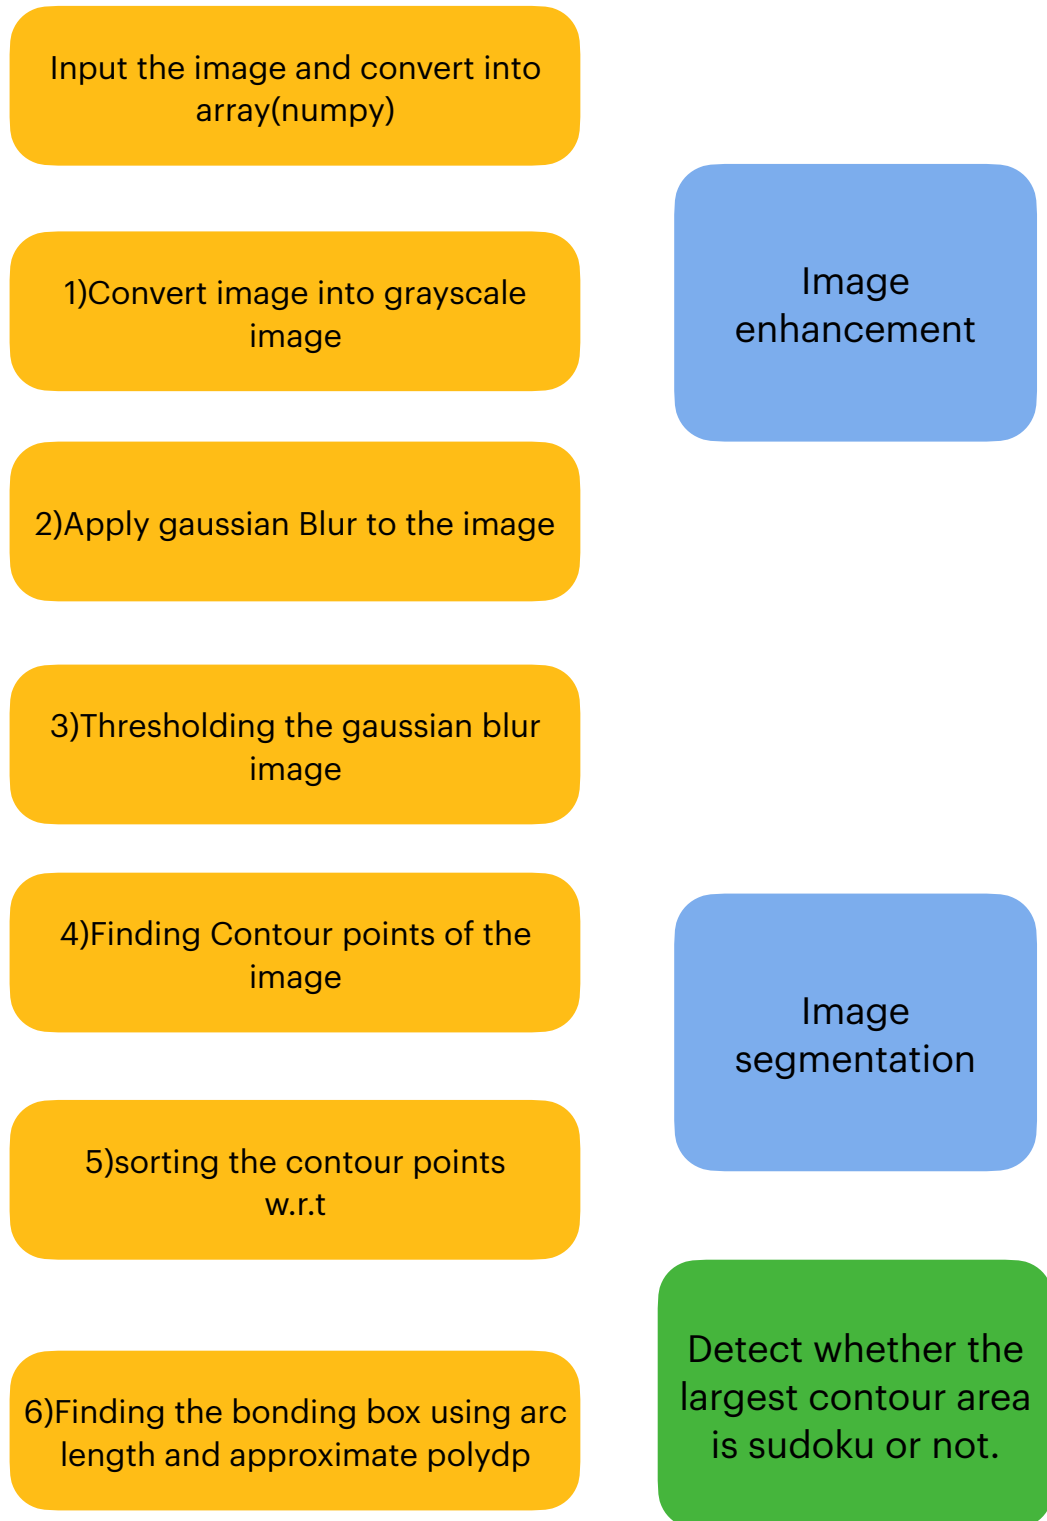 Input the image and convert into
array(numpy)
1)Convert image into grayscale
image
2)Apply gaussian Blur to the image
3)Thresholding the gaussian blur
image
4)Finding Contour points of the
image
5)sorting the contour points
w.r.t
6)Finding the bonding box using arc
length and approximate polydp
Image
enhancement
Image
segmentation
Detect whether the
largest contour area
is sudoku or not.